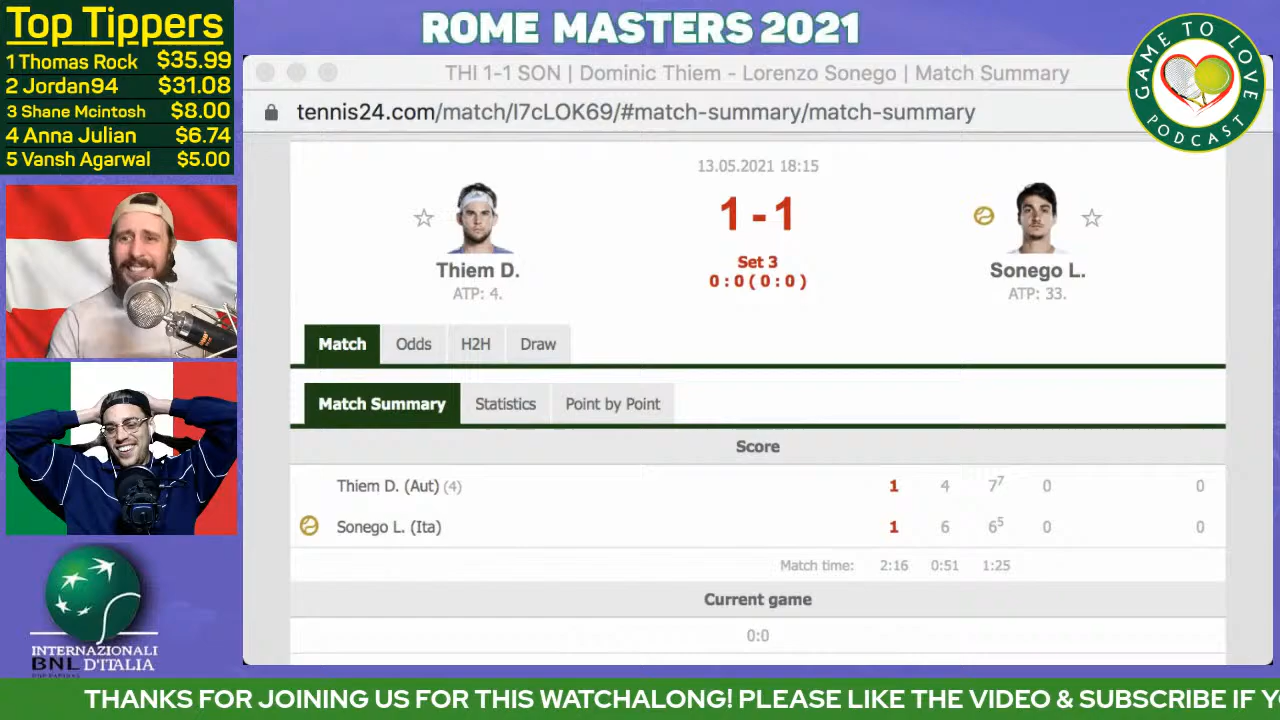 Top Tippers
1 Thomas Rock $35.99
2 Jordan94 $31.08
3 Shane Mcintosh $8.00
4 Anna Julian $6.74
5 Vansh Agarwal $5.00
ROME MASTERS 2021
GAME TO LOVE
PODCAST
THI 1-1 SON | Dominic Thiem - Lorenzo Sonego | Match Summary
tennis24.com/match/I7cLOK69/#match-summary/match-summary
13.05.2021 18:15
1 - 1
Thiem D.
ATP: 4.
Set 3
0 : 0 ( 0 : 0 )
Sonego L.
ATP: 33.
Match Odds H2H Draw
Match Summary Statistics Point by Point
Score
Thiem D. (Aut) (4) 1 4 7⁷ 0 0
Sonego L. (Ita) 1 6 6⁵ 0 0
Match time: 2:16 0:51 1:25
Current game
0:0
INTERNAZIONALI
BNL D'ITALIA
BNP PARIBAS
THANKS FOR JOINING US FOR THIS WATCHALONG! PLEASE LIKE THE VIDEO & SUBSCRIBE IF Y